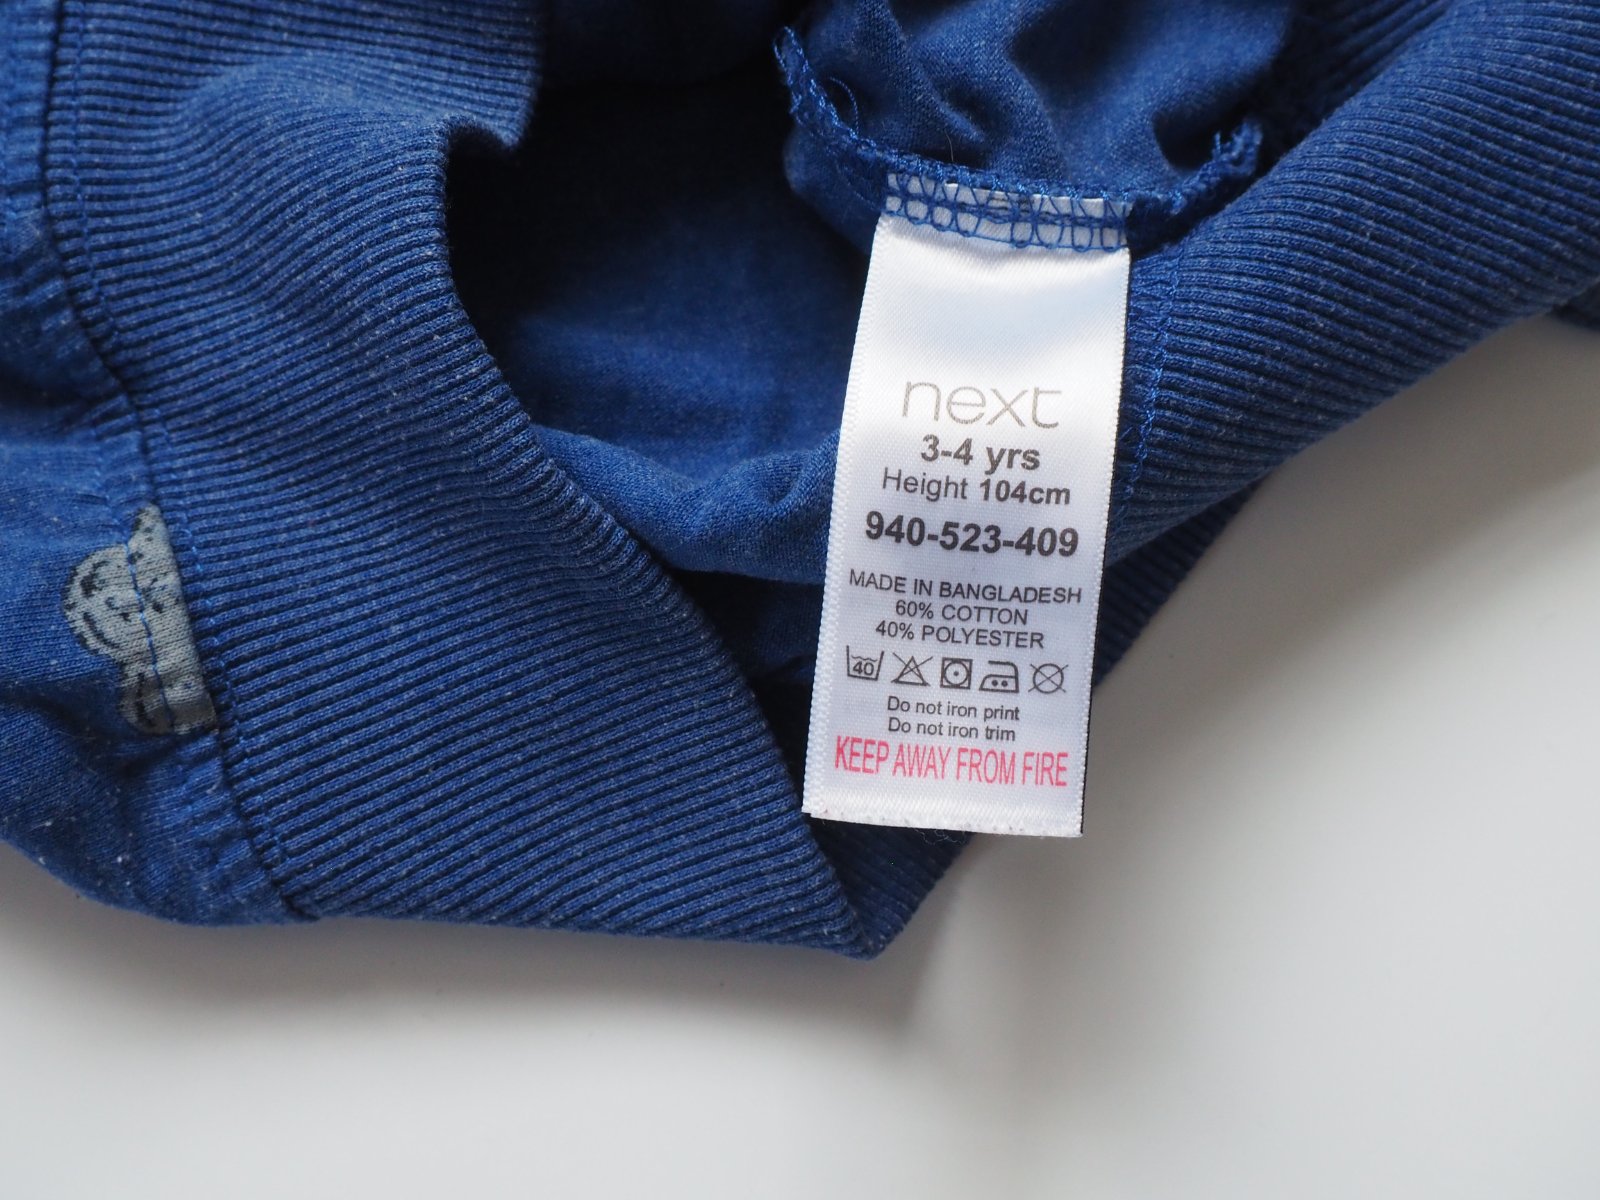 next
3-4 yrs
Height 104cm
940-523-409
MADE IN BANGLADESH
60% COTTON
40% POLYESTER
40
Do not iron print
Do not iron trim
KEEP AWAY FROM FIRE